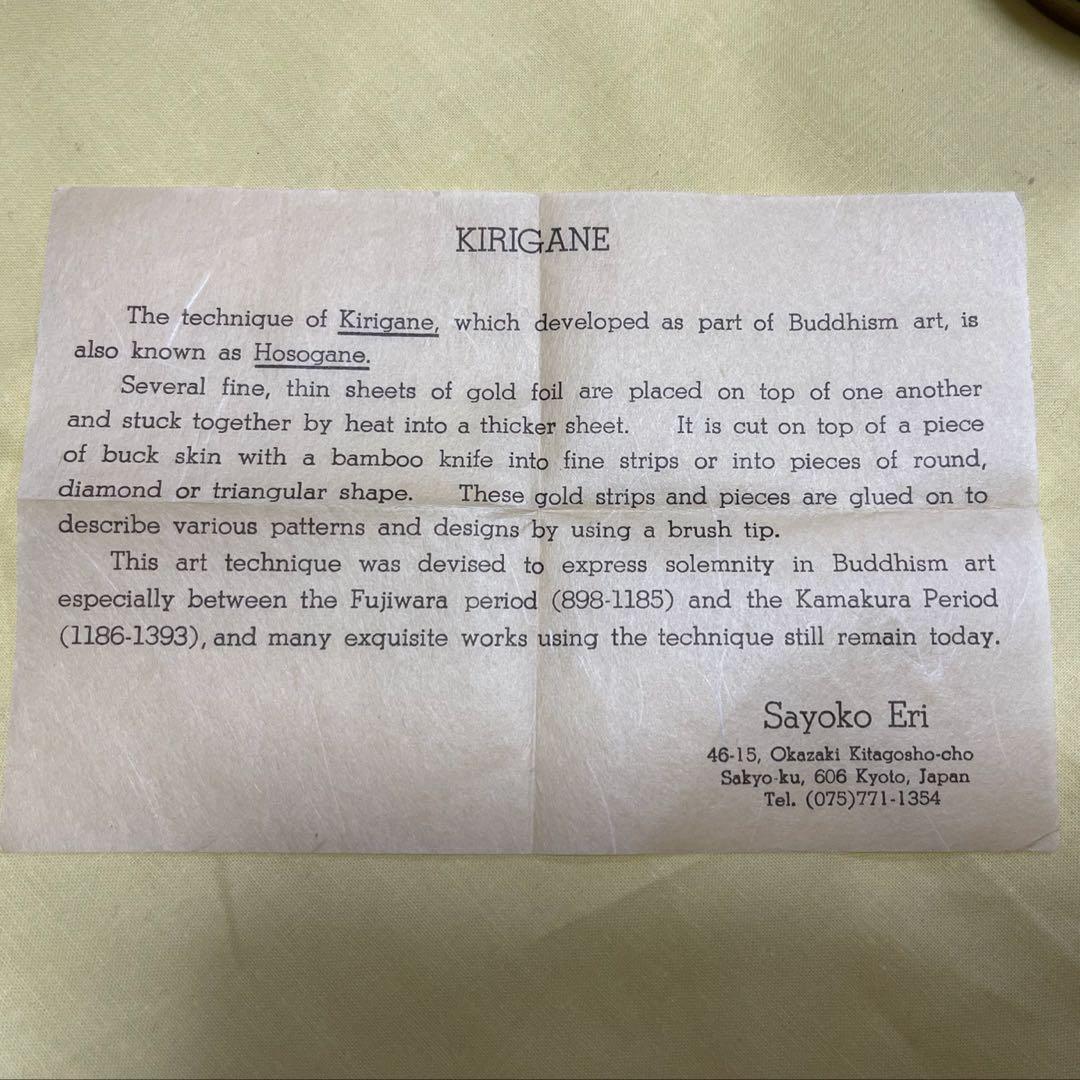 KIRIGANE
The technique of Kirigane, which developed as part of Buddhism art, is
also known as Hosogane.
Several fine, thin sheets of gold foil are placed on top of one another
and stuck together by heat into a thicker sheet. It is cut on top of a piece
of buck skin with a bamboo knife into fine strips or into pieces of round,
diamond or triangular shape. These gold strips and pieces are glued on to
describe various patterns and designs by using a brush tip.
This art technique was devised to express solemnity in Buddhism art
especially between the Fujiwara period (898-1185) and the Kamakura Period
(1186-1393), and many exquisite works using the technique still remain today.
Sayoko Eri
46-15, Okazaki Kitagosho-cho
Sakyo-ku, 606 Kyoto, Japan
Tel. (075)771-1354